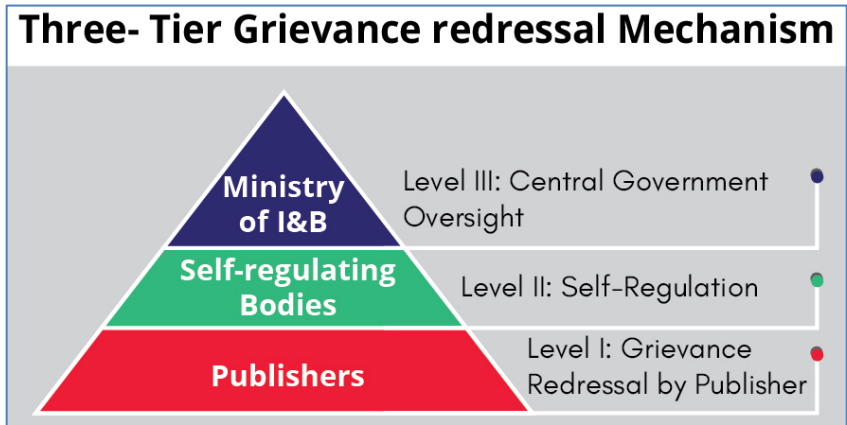 Three- Tier Grievance redressal Mechanism
Ministry
of I&B
Level III: Central Government
Oversight
Self-regulating
Bodies
Level II: Self-Regulation
Publishers
Level I: Grievance
Redressal by Publisher